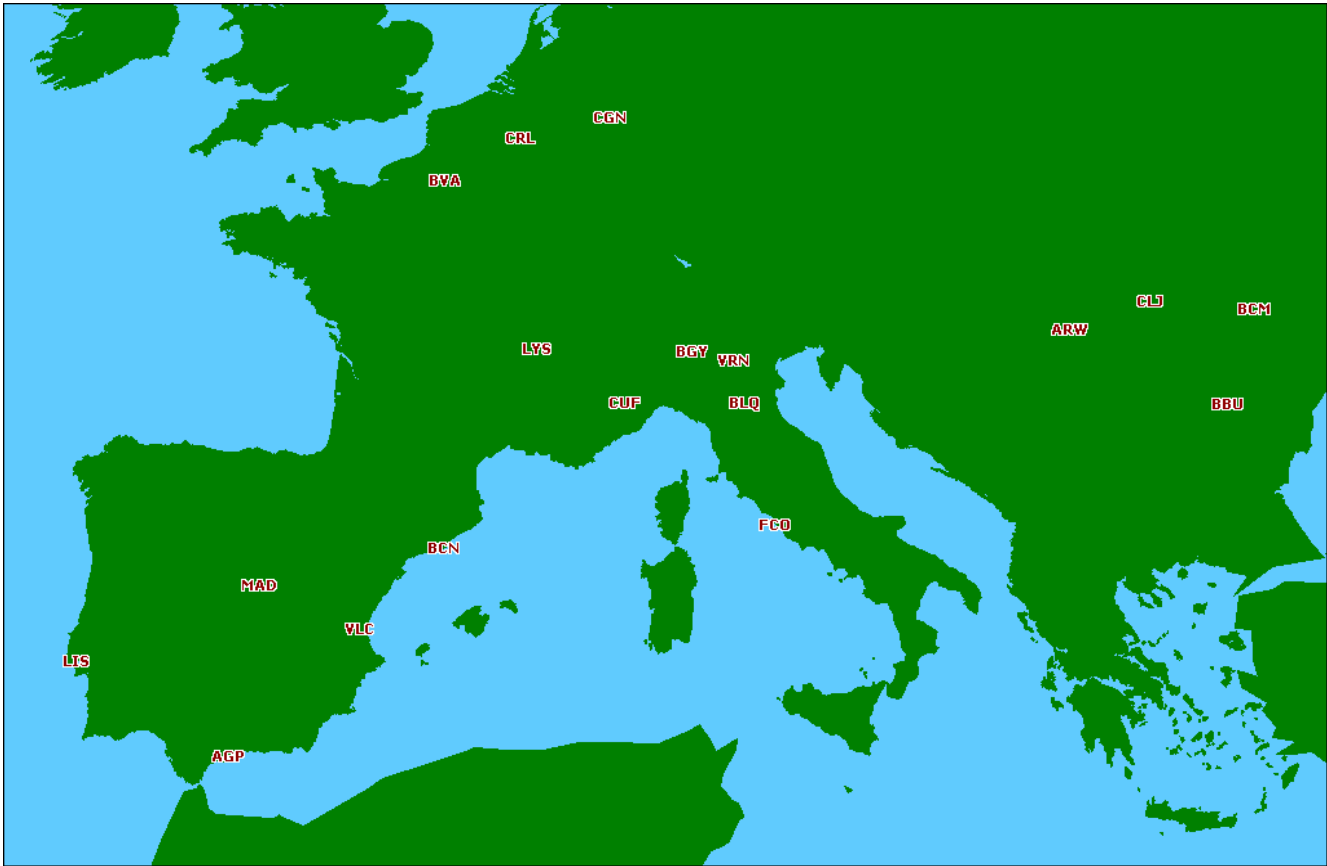 CGN
CRL
BVA
CLJ
BCM
ARW
LYS
BGY
VRN
CUF
BLQ
BBU
FCO
BCN
MAD
VLC
LIS
AGP